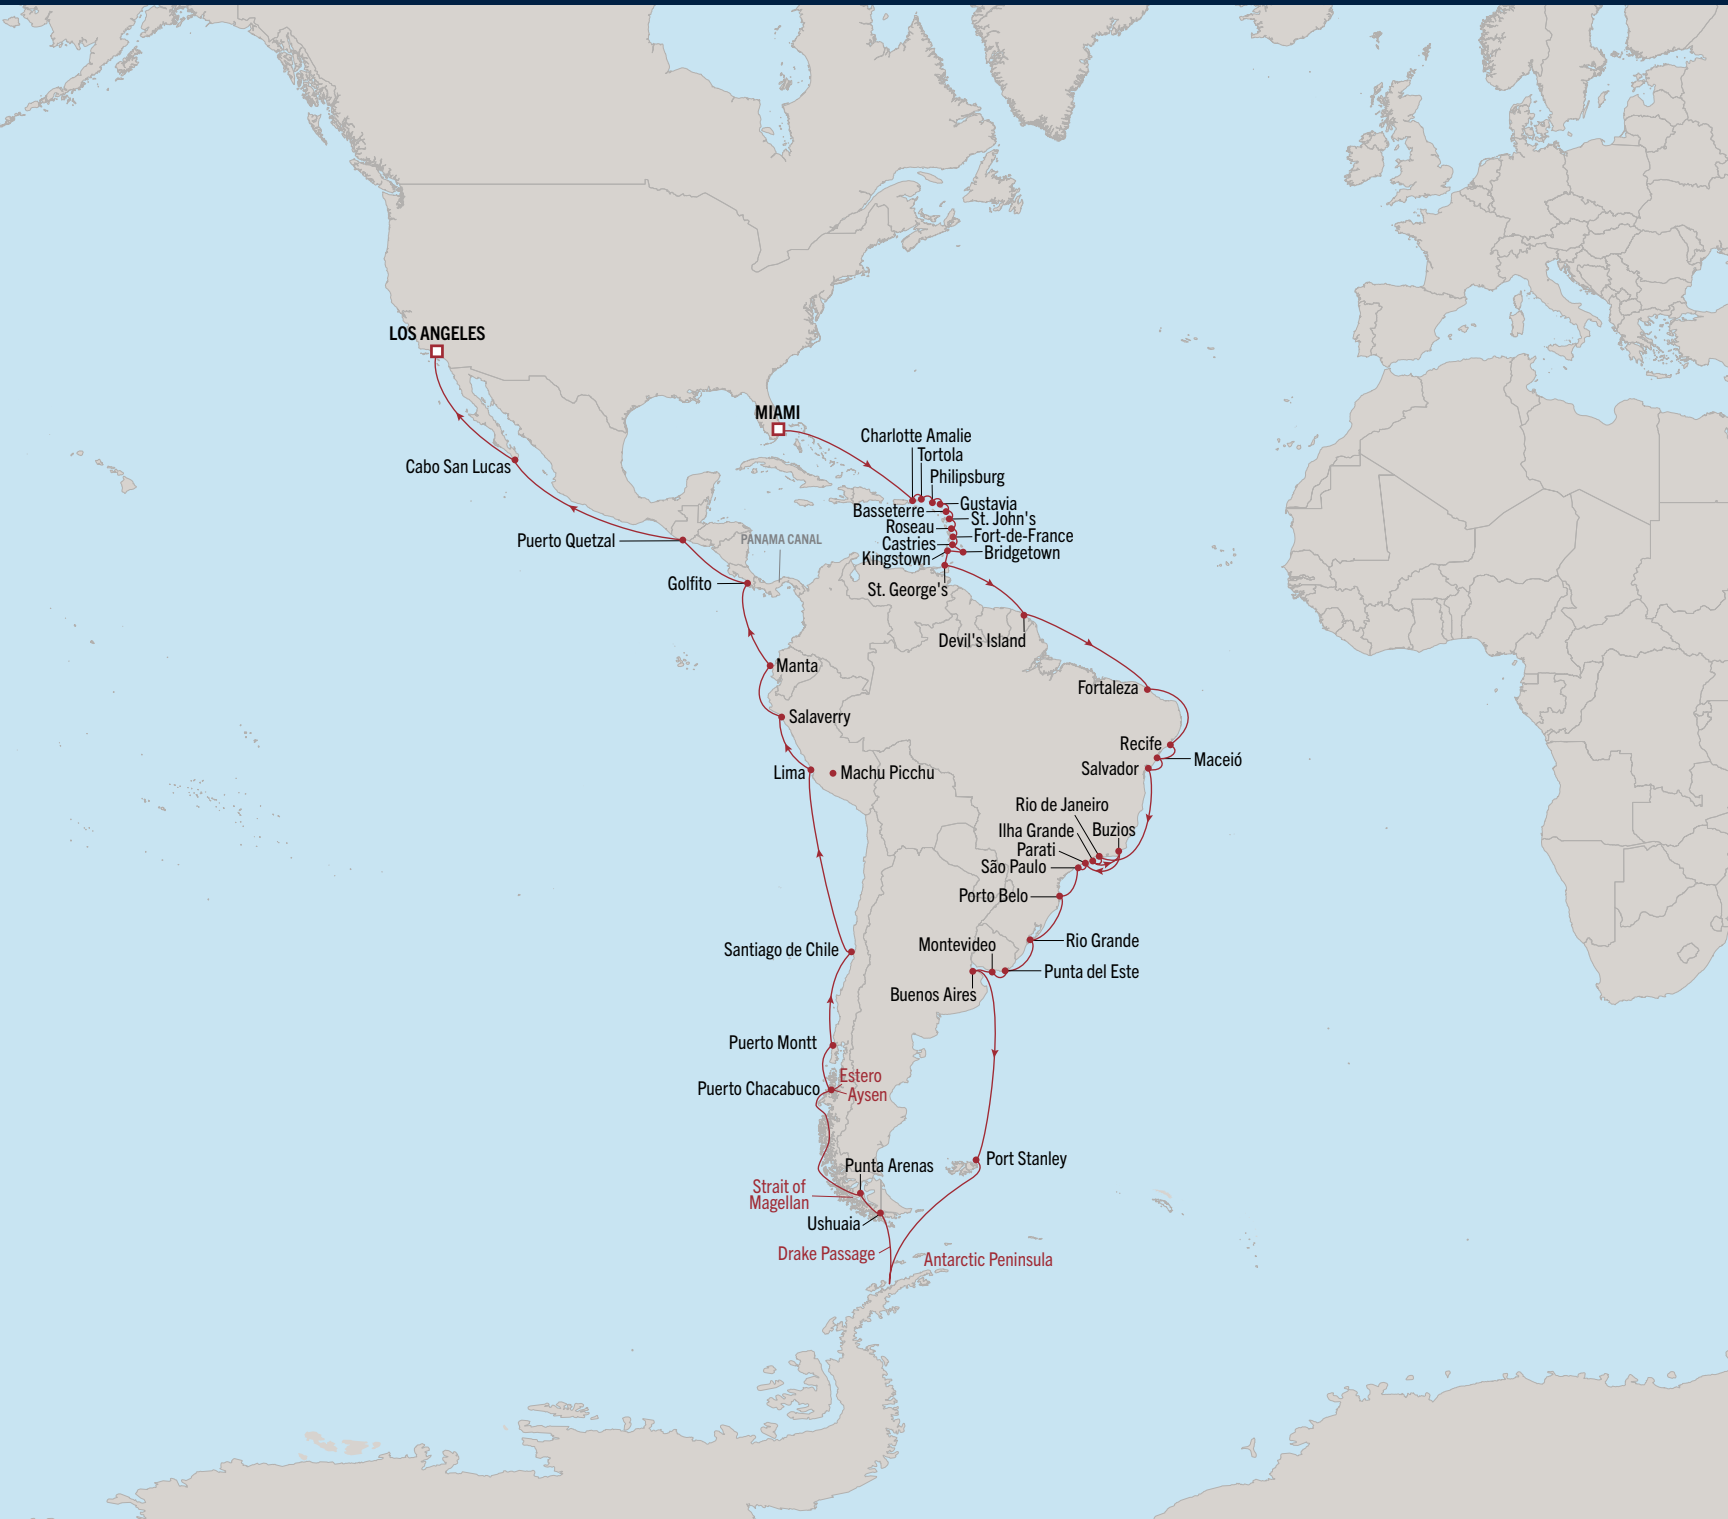 LOS ANGELES
MIAMI
Charlotte Amalie
Tortola
Cabo San Lucas
Philipsburg
Gustavia
Basseterre
St. John's
Roseau
Fort-de-France
Puerto Quetzal
PANAMA CANAL
Castries
Bridgetown
Kingstown
Golfito
St. George's
Devil's Island
Manta
Fortaleza
Salaverry
Recife
Maceió
Salvador
Lima
Machu Picchu
Rio de Janeiro
Ilha Grande
Buzios
Parati
São Paulo
Porto Belo
Rio Grande
Montevideo
Santiago de Chile
Punta del Este
Buenos Aires
Puerto Montt
Estero
Aysen
Puerto Chacabuco
Port Stanley
Punta Arenas
Strait of
Magellan
Ushuaia
Drake Passage
Antarctic Peninsula